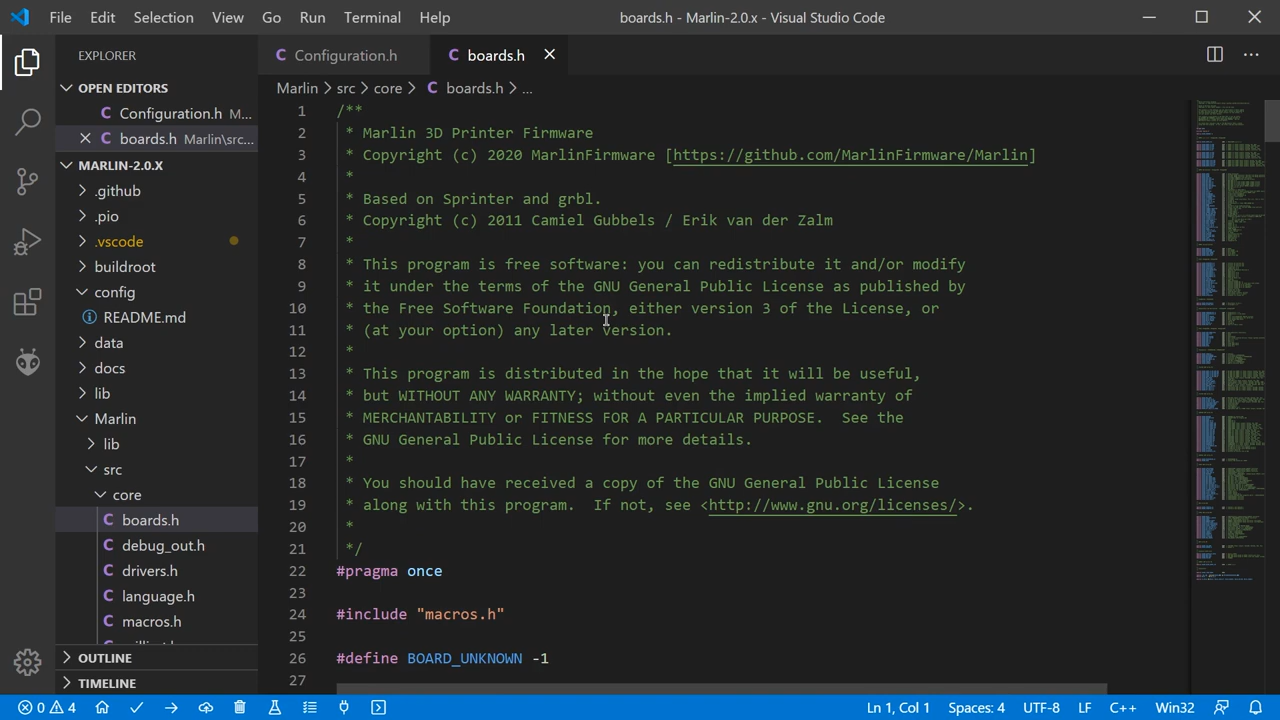 File Edit Selection View Go Run Terminal Help boards.h - Marlin-2.0.x - Visual Studio Code
EXPLORER
OPEN EDITORS
C Configuration.h M...
C boards.h Marlin\src...
MARLIN-2.0.X
.github
.pio
.vscode
buildroot
config
README.md
data
docs
lib
Marlin
lib
src
core
C boards.h
C debug_out.h
C drivers.h
C language.h
C macros.h
OUTLINE
TIMELINE
C Configuration.h C boards.h
Marlin > src > core > C boards.h > ...
1 /**
2 * Marlin 3D Printer Firmware
3 * Copyright (c) 2020 MarlinFirmware [https://github.com/MarlinFirmware/Marlin]
4 *
5 * Based on Sprinter and grbl.
6 * Copyright (c) 2011 Camiel Gubbels / Erik van der Zalm
7 *
8 * This program is free software: you can redistribute it and/or modify
9 * it under the terms of the GNU General Public License as published by
10 * the Free Software Foundation, either version 3 of the License, or
11 * (at your option) any later version.
12 *
13 * This program is distributed in the hope that it will be useful,
14 * but WITHOUT ANY WARRANTY; without even the implied warranty of
15 * MERCHANTABILITY or FITNESS FOR A PARTICULAR PURPOSE.  See the
16 * GNU General Public License for more details.
17 *
18 * You should have received a copy of the GNU General Public License
19 * along with this program.  If not, see <http://www.gnu.org/licenses/>.
20 *
21 */
22 #pragma once
23
24 #include "macros.h"
25
26 #define BOARD_UNKNOWN -1
27
0 4 Ln 1, Col 1 Spaces: 4 UTF-8 LF C++ Win32